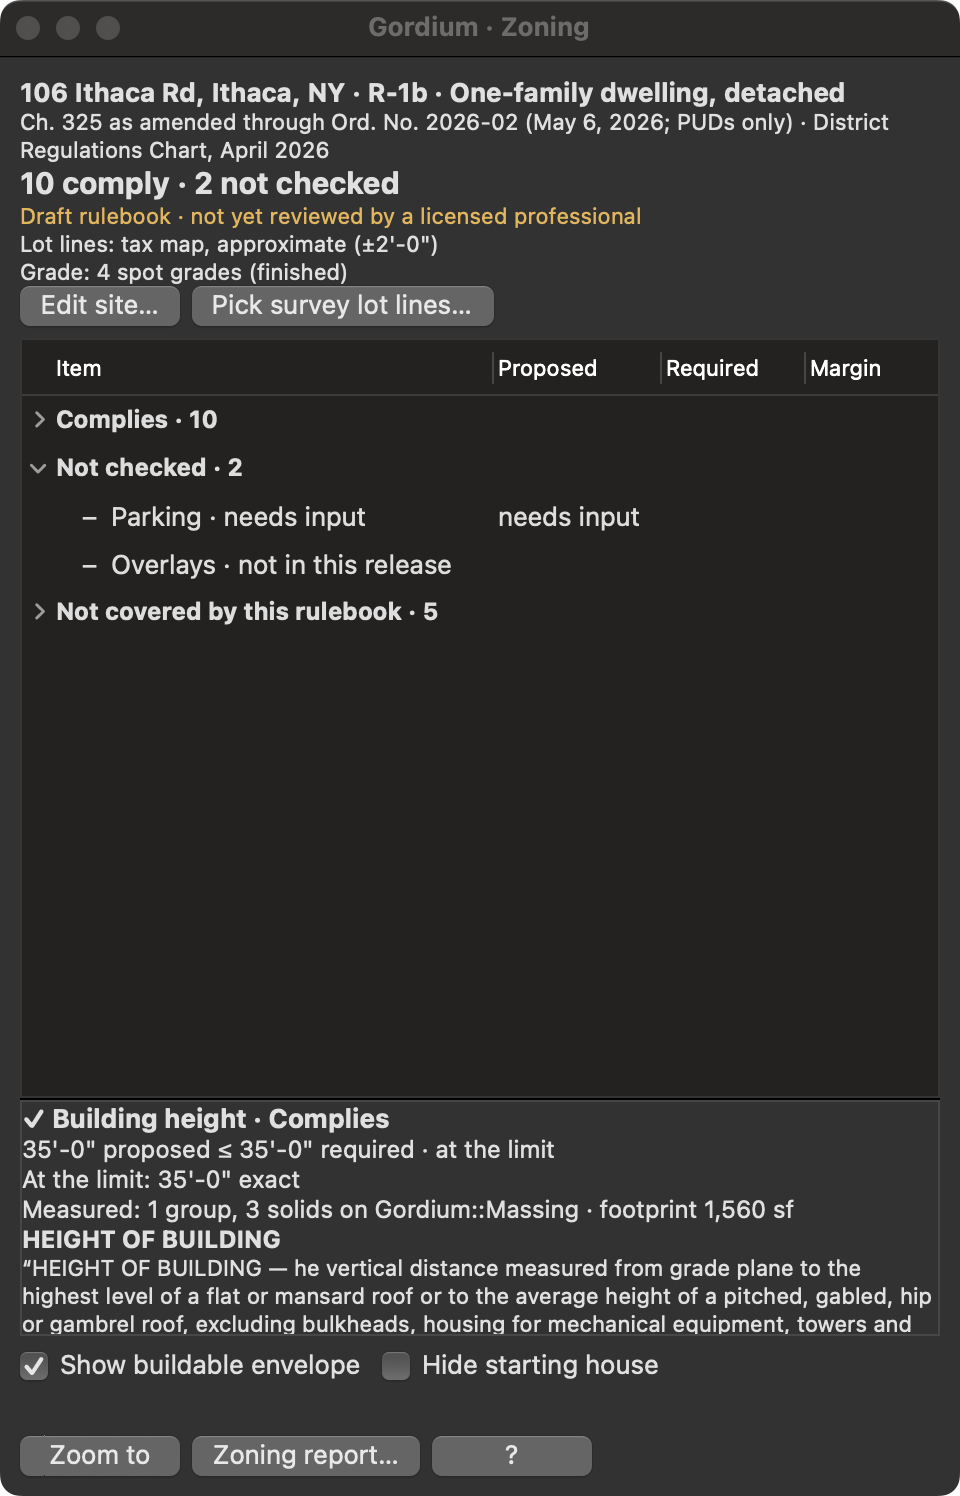 Gordium · Zoning
106 Ithaca Rd, Ithaca, NY · R-1b · One-family dwelling, detached
Ch. 325 as amended through Ord. No. 2026-02 (May 6, 2026; PUDs only) · District
Regulations Chart, April 2026
10 comply · 2 not checked
Draft rulebook · not yet reviewed by a licensed professional
Lot lines: tax map, approximate (±2'-0")
Grade: 4 spot grades (finished)
Edit site... Pick survey lot lines...
Item Proposed Required Margin
Complies · 10
Not checked · 2
– Parking · needs input needs input
– Overlays · not in this release
Not covered by this rulebook · 5
✓ Building height · Complies
35'-0" proposed ≤ 35'-0" required · at the limit
At the limit: 35'-0" exact
Measured: 1 group, 3 solids on Gordium::Massing · footprint 1,560 sf
HEIGHT OF BUILDING
“HEIGHT OF BUILDING — he vertical distance measured from grade plane to the
highest level of a flat or mansard roof or to the average height of a pitched, gabled, hip
or gambrel roof, excluding bulkheads, housing for mechanical equipment, towers and
Show buildable envelope Hide starting house
Zoom to Zoning report... ?